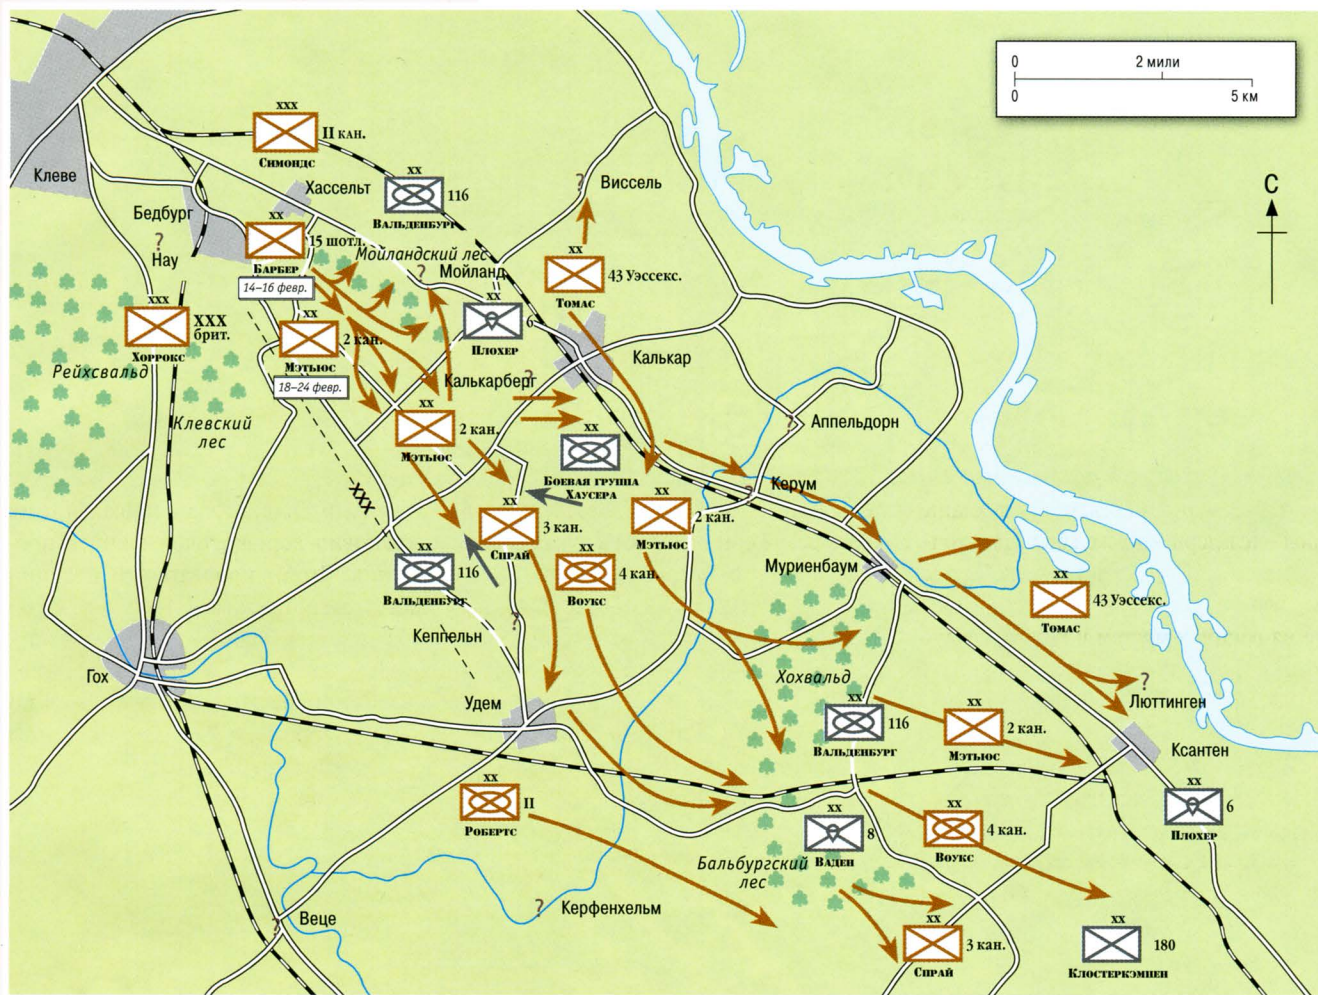 0 2 мили
0 5 км
С
xxx
II кан.
Симондс
Клеве
Хассельт
xx
116
Вальденбург
?
Виссель
Бедбург
xx
15 шотл.
Барбер
14–16 февр.
?
Нау
Мойландский лес
?
Мойланд
xx
43 Уэссекс.
Томас
xxx
XXX
брит.
Хоррокс
xx
2 кан.
Мэтьюс
18–24 февр.
xx
6
Плохер
Рейхсвальд
Клевский
лес
Калькар
Калькарберг
?
xx
2 кан.
Мэтьюс
?
Аппельдорн
xx
Боевая группа
Хаусера
XXX
?
Керум
xx
3 кан.
Спрай
xx
2 кан.
Мэтьюс
xx
116
Вальденбург
xx
4 кан.
Воукс
Муриенбаум
xx
43 Уэссекс.
Томас
Кеппельн
?
Гох
Хохвальд
?
Люттинген
Удем
xx
116
Вальденбург
xx
2 кан.
Мэтьюс
Ксантен
xx
II
Робертс
xx
8
Ваден
xx
4 кан.
Воукс
xx
6
Плохер
Бальбургский
лес
?
Веце
?
Керфенхельм
xx
3 кан.
Спрай
xx
180
Клостеркэмпен